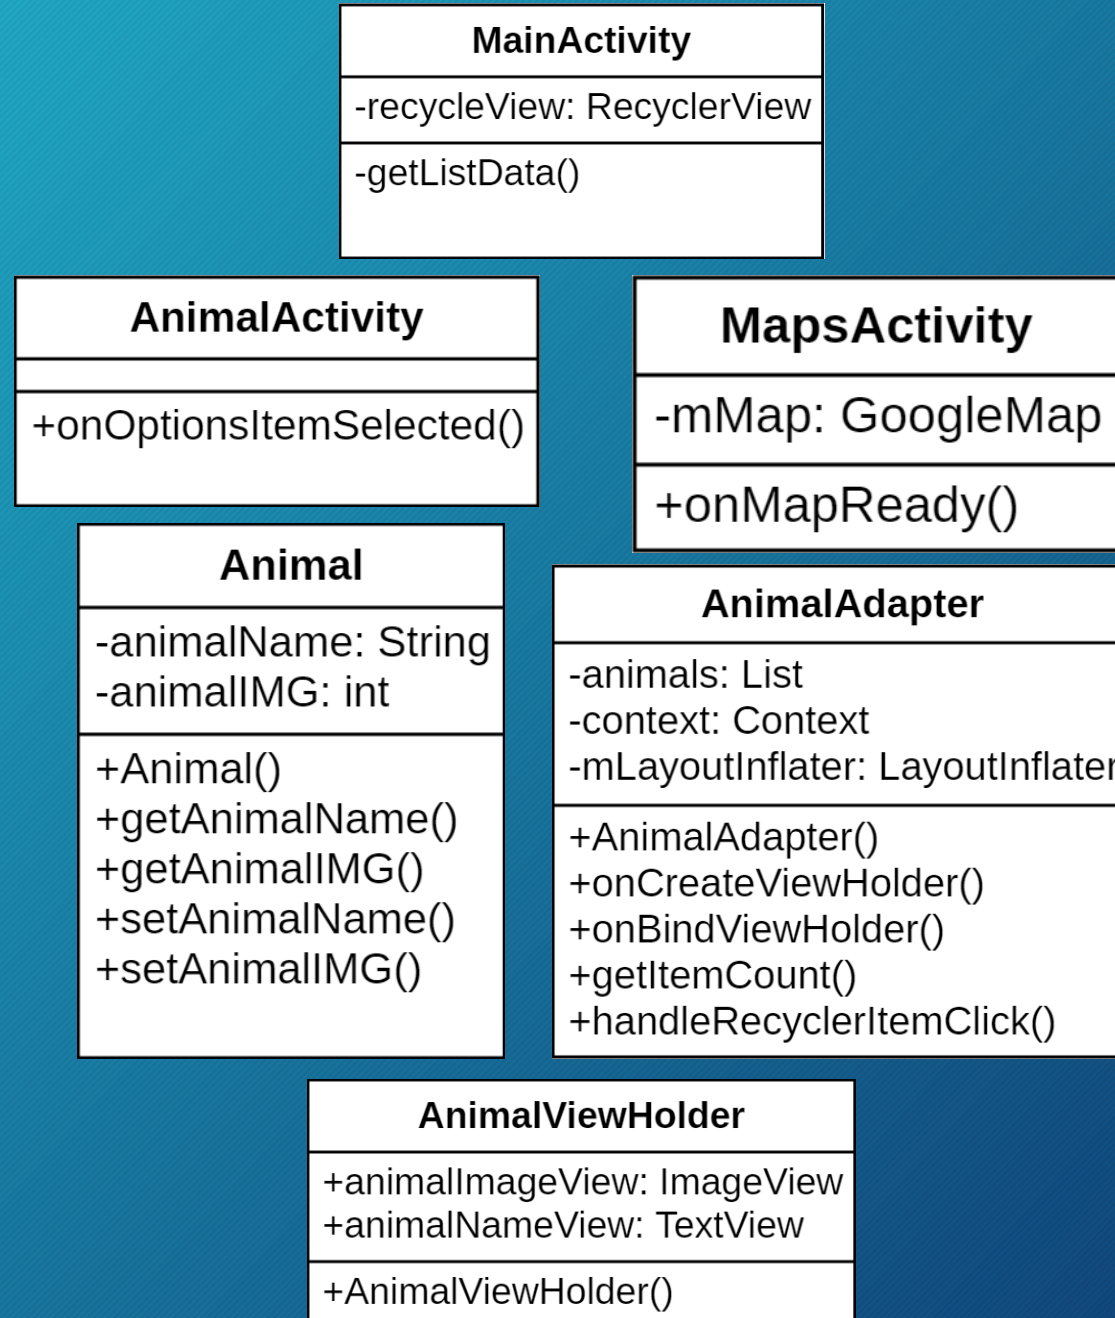 MainActivity
-recycleView: RecyclerView
-getListData()
AnimalActivity
+onOptionsItemSelected()
MapsActivity
-mMap: GoogleMap
+onMapReady()
Animal
-animalName: String
-animalIMG: int
+Animal()
+getAnimalName()
+getAnimalIMG()
+setAnimalName()
+setAnimalIMG()
AnimalAdapter
-animals: List
-context: Context
-mLayoutInflater: LayoutInflater
+AnimalAdapter()
+onCreateViewHolder()
+onBindViewHolder()
+getItemCount()
+handleRecyclerItemClick()
AnimalViewHolder
+animalImageView: ImageView
+animalNameView: TextView
+AnimalViewHolder()